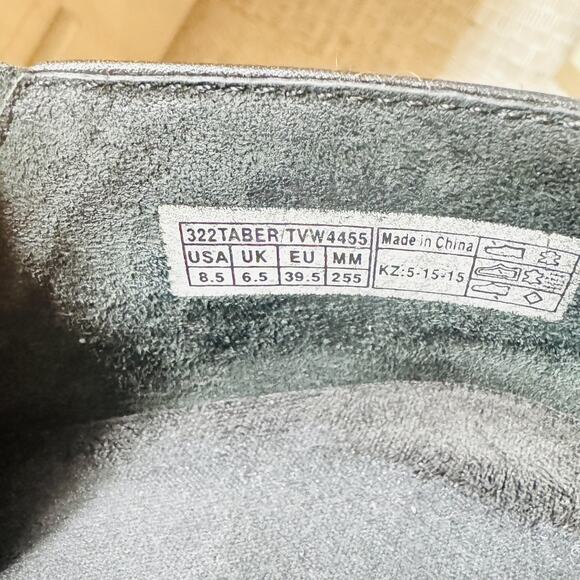 322TABER/TVW4455
USA UK EU MM
8.5 6.5 39.5 255
Made in China
KZ:5-15-15